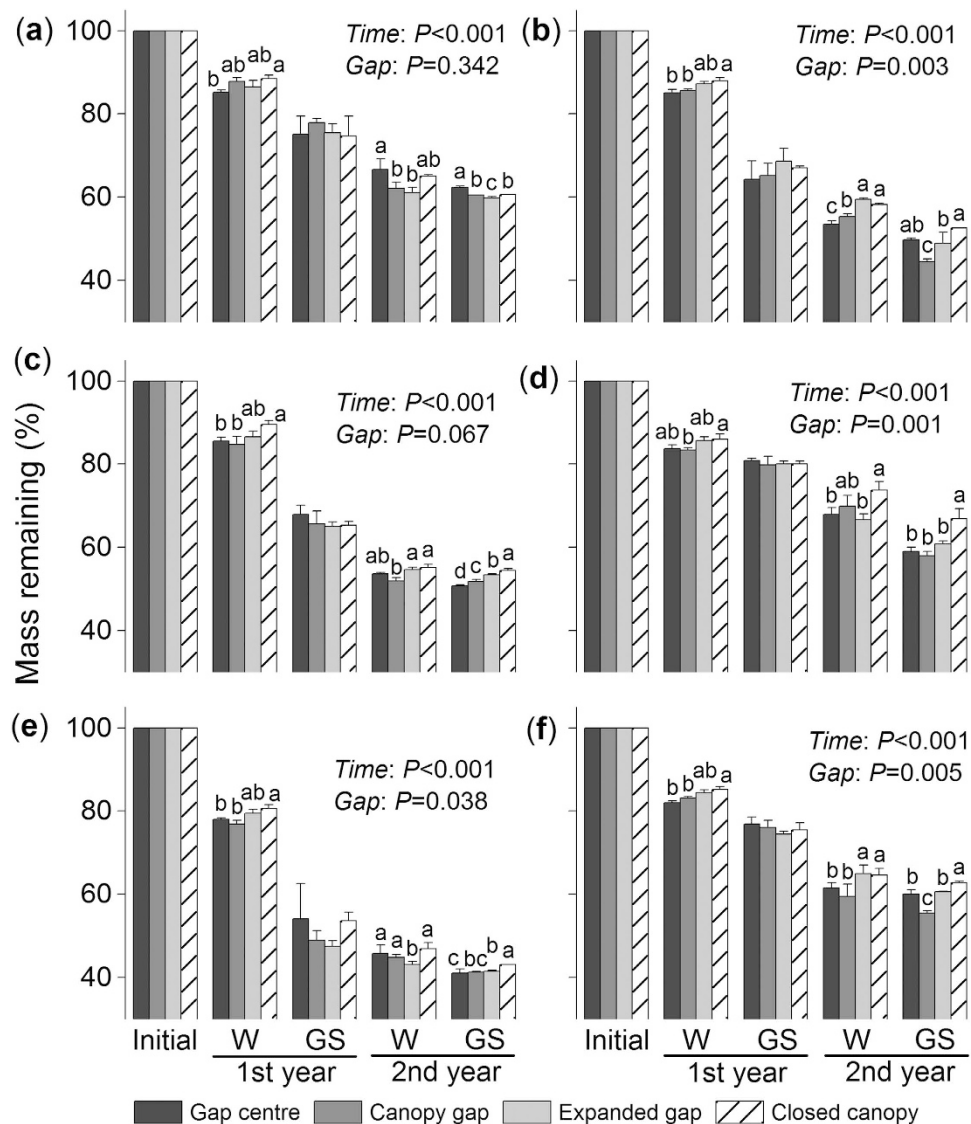 (a)
100
80
60
40
Time: P<0.001
Gap: P=0.342
b ab ab a
a b b ab
a b c b
(b)
Time: P<0.001
Gap: P=0.003
b b ab a
c b a a
ab c b a
(c)
100
80
60
40
Time: P<0.001
Gap: P=0.067
b b ab a
ab b a a
d c b a
(d)
Time: P<0.001
Gap: P=0.001
ab b ab a
b ab b a
b b b a
Mass remaining (%)
(e)
100
80
60
40
Time: P<0.001
Gap: P=0.038
b b ab a
a a b a
c bc b a
(f)
Time: P<0.001
Gap: P=0.005
b b ab a
b b a a
b c b a
Initial W GS W GS
1st year 2nd year
Initial W GS W GS
1st year 2nd year
Gap centre Canopy gap Expanded gap Closed canopy